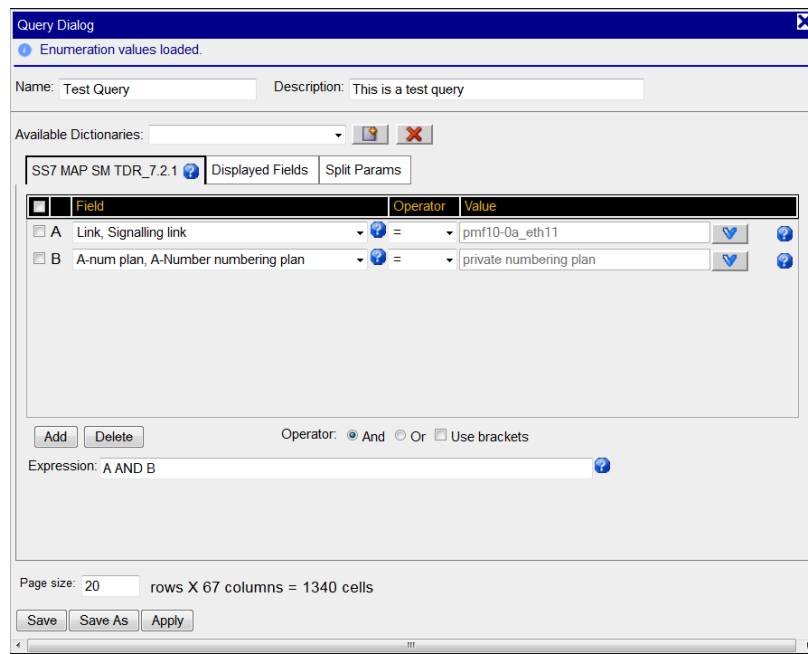 Query Dialog
Enumeration values loaded.
Name: Test Query Description: This is a test query
Available Dictionaries:
SS7 MAP SM TDR_7.2.1 Displayed Fields Split Params
Field Operator Value
A Link, Signalling link = pmf10-0a_eth11
B A-num plan, A-Number numbering plan = private numbering plan
Add Delete Operator: And Or Use brackets
Expression: A AND B
Page size: 20 rows X 67 columns = 1340 cells
Save Save As Apply